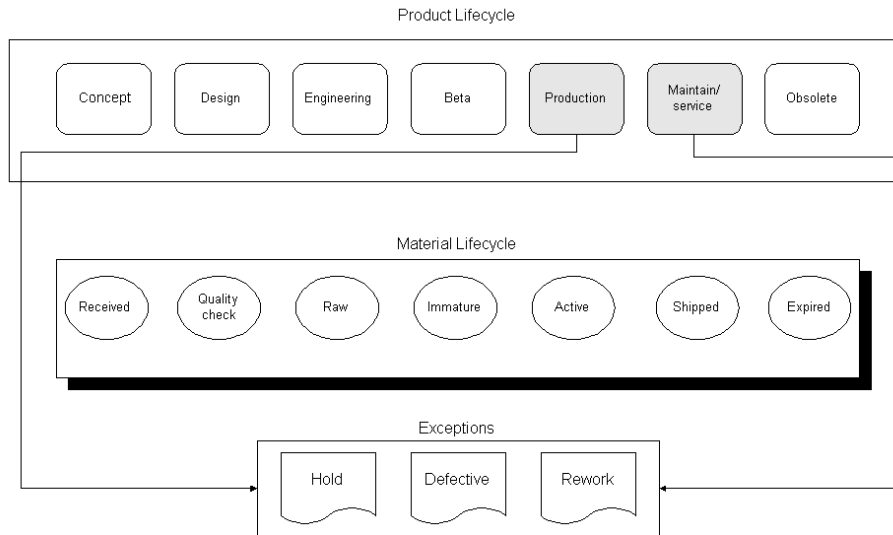 Product Lifecycle
Concept
Design
Engineering
Beta
Production
Maintain/
service
Obsolete
Material Lifecycle
Received
Quality
check
Raw
Immature
Active
Shipped
Expired
Exceptions
Hold
Defective
Rework